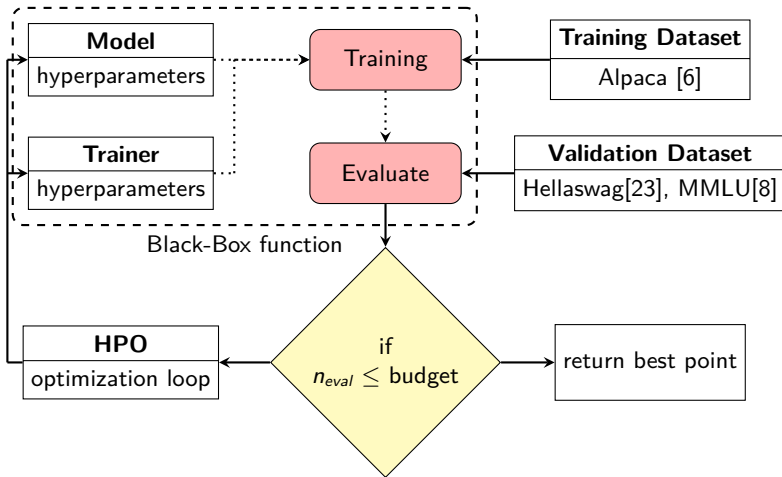 Model
hyperparameters
Training
Training Dataset
Alpaca [6]
Trainer
hyperparameters
Evaluate
Validation Dataset
Hellaswag[23], MMLU[8]
Black-Box function
HPO
optimization loop
if
n_eval ≤ budget
return best point